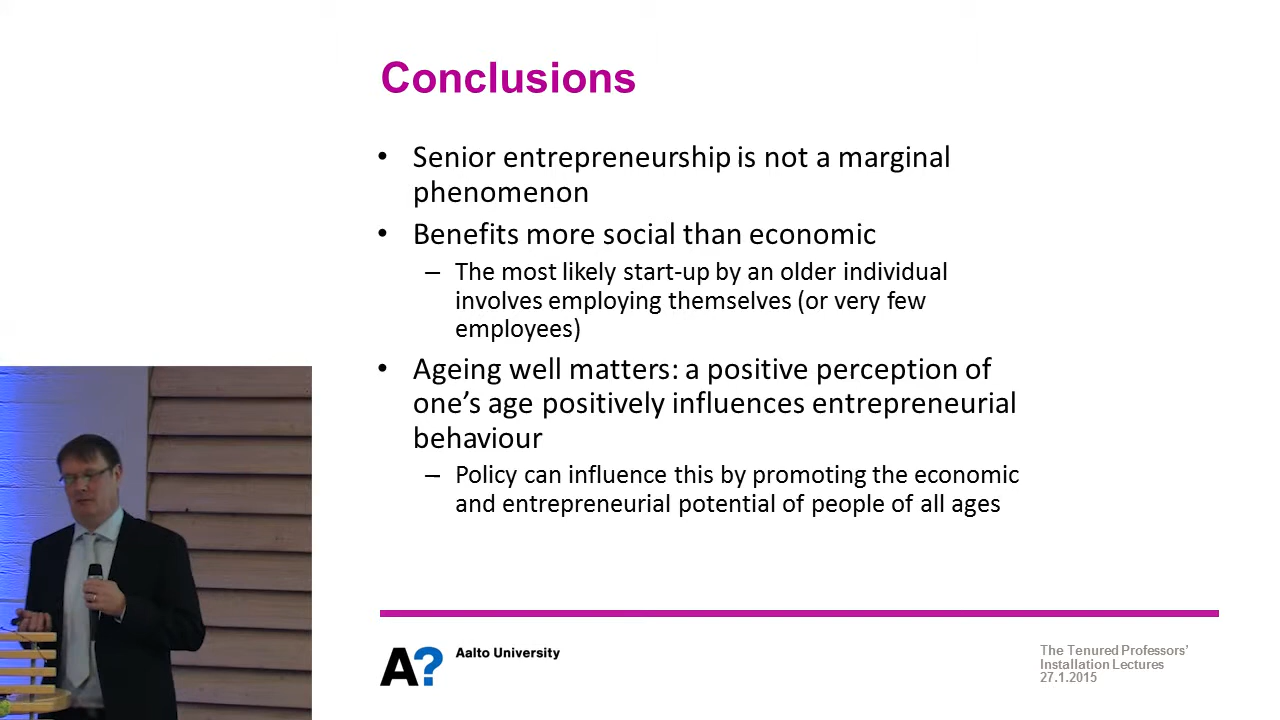 Conclusions
• Senior entrepreneurship is not a marginal
phenomenon
• Benefits more social than economic
– The most likely start-up by an older individual
involves employing themselves (or very few
employees)
• Ageing well matters: a positive perception of
one’s age positively influences entrepreneurial
behaviour
– Policy can influence this by promoting the economic
and entrepreneurial potential of people of all ages
A?
Aalto University
The Tenured Professors’
Installation Lectures
27.1.2015